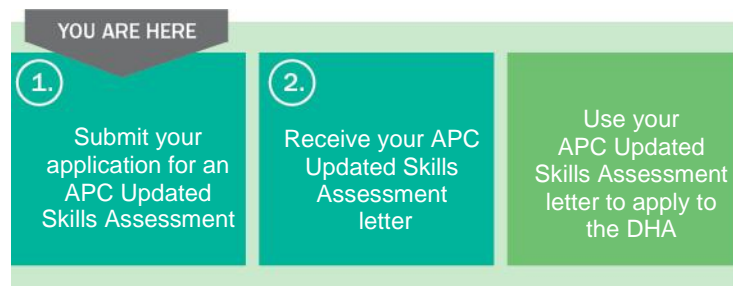 YOU ARE HERE
1.
Submit your
application for an
APC Updated
Skills Assessment
2.
Receive your APC
Updated Skills
Assessment
letter
Use your
APC Updated
Skills Assessment
letter to apply to
the DHA